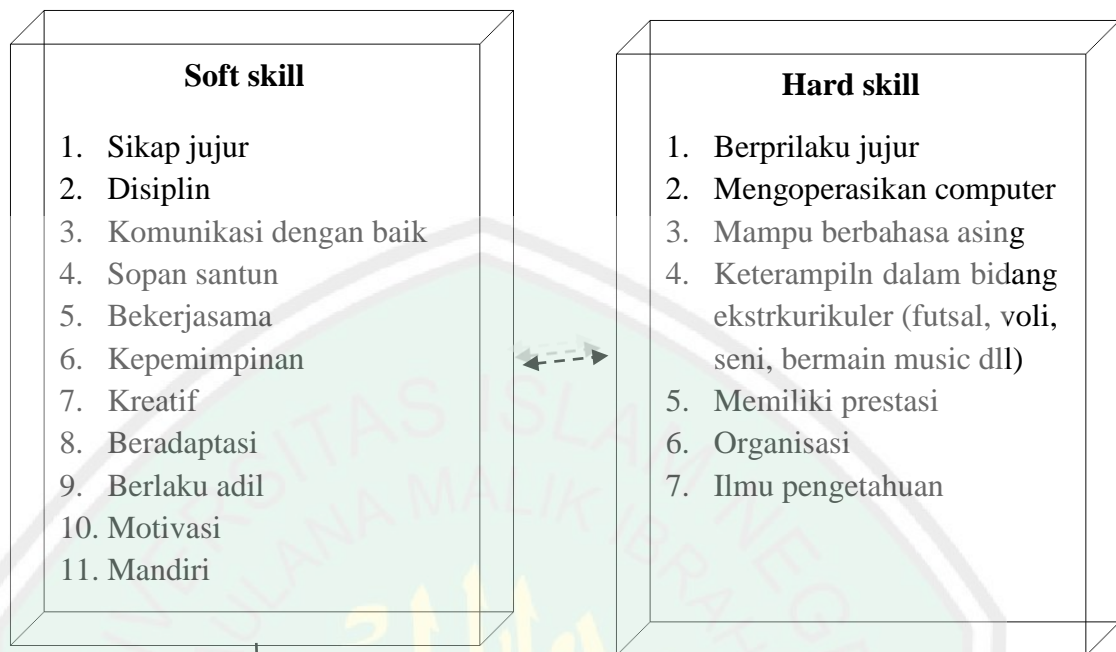 Soft skill
1. Sikap jujur
2. Disiplin
3. Komunikasi dengan baik
4. Sopan santun
5. Bekerjasama
6. Kepemimpinan
7. Kreatif
8. Beradaptasi
9. Berlaku adil
10. Motivasi
11. Mandiri
Hard skill
1. Berprilaku jujur
2. Mengoperasikan computer
3. Mampu berbahasa asing
4. Keterampiln dalam bidang
ekstrkurikuler (futsal, voli,
seni, bermain music dll)
5. Memiliki prestasi
6. Organisasi
7. Ilmu pengetahuan